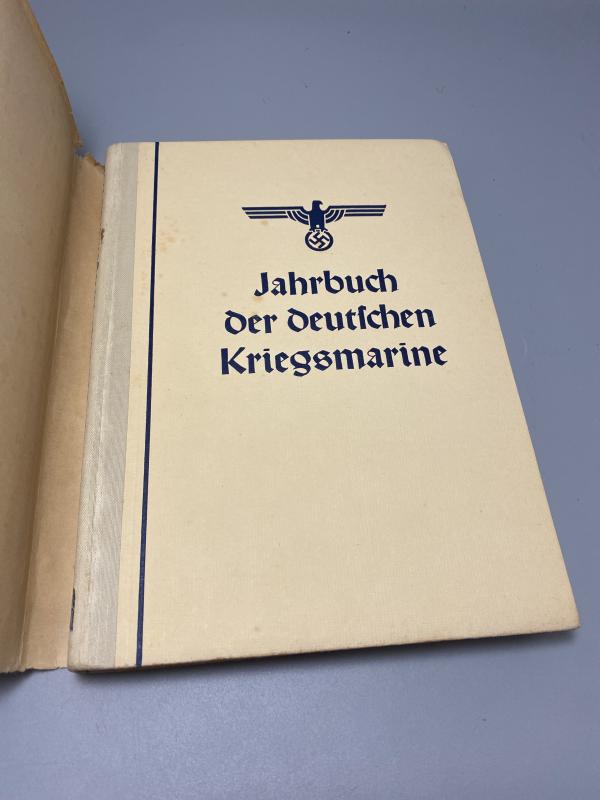 Jahrbuch
der deutſchen
Kriegsmarine